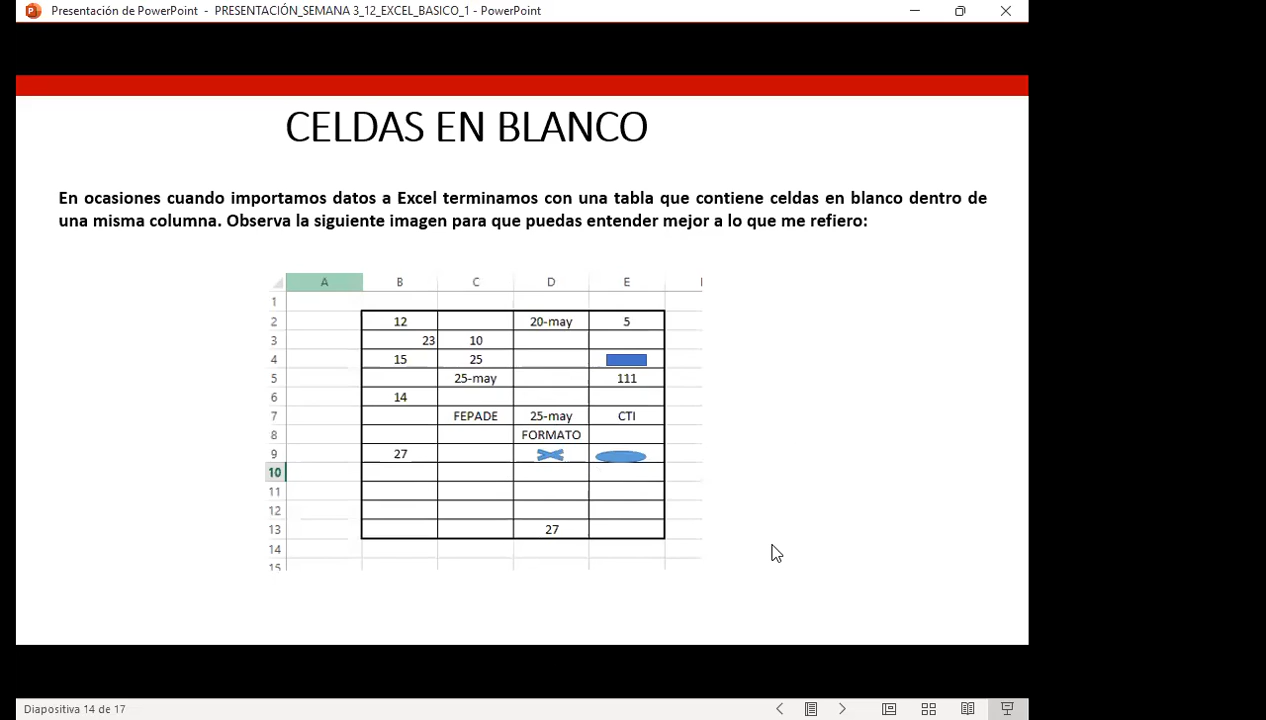 Presentación de PowerPoint - PRESENTACIÓN_SEMANA 3_12_EXCEL_BASICO_1 - PowerPoint
CELDAS EN BLANCO
En ocasiones cuando importamos datos a Excel terminamos con una tabla que contiene celdas en blanco dentro de
una misma columna. Observa la siguiente imagen para que puedas entender mejor a lo que me refiero:
A B C D E
1
2 12 20-may 5
3 23 10
4 15 25
5 25-may 111
6 14
7 FEPADE 25-may CTI
8 FORMATO
9 27
10
11
12
13 27
14
15
Diapositiva 14 de 17